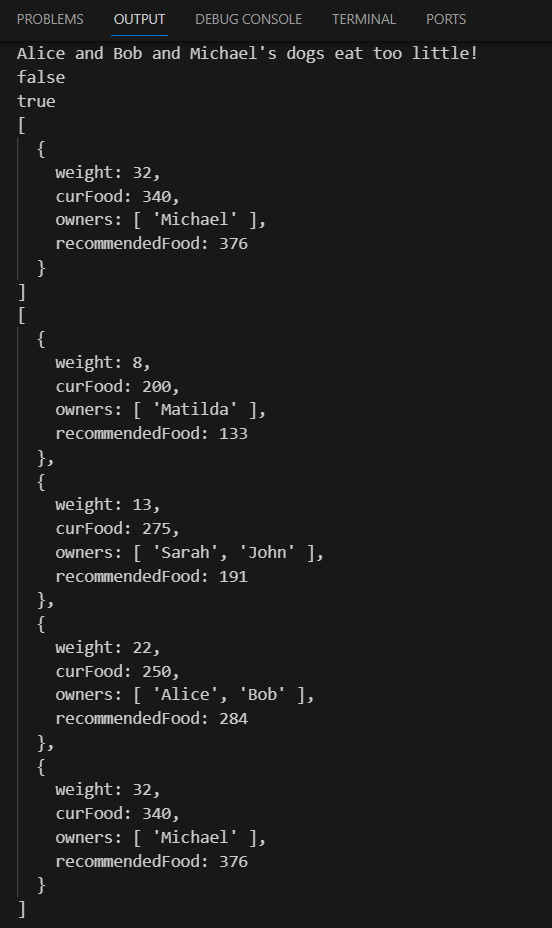 PROBLEMS OUTPUT DEBUG CONSOLE TERMINAL PORTS
Alice and Bob and Michael's dogs eat too little!
false
true
[
  {
    weight: 32,
    curFood: 340,
    owners: [ 'Michael' ],
    recommendedFood: 376
  }
]
[
  {
    weight: 8,
    curFood: 200,
    owners: [ 'Matilda' ],
    recommendedFood: 133
  },
  {
    weight: 13,
    curFood: 275,
    owners: [ 'Sarah', 'John' ],
    recommendedFood: 191
  },
  {
    weight: 22,
    curFood: 250,
    owners: [ 'Alice', 'Bob' ],
    recommendedFood: 284
  },
  {
    weight: 32,
    curFood: 340,
    owners: [ 'Michael' ],
    recommendedFood: 376
  }
]